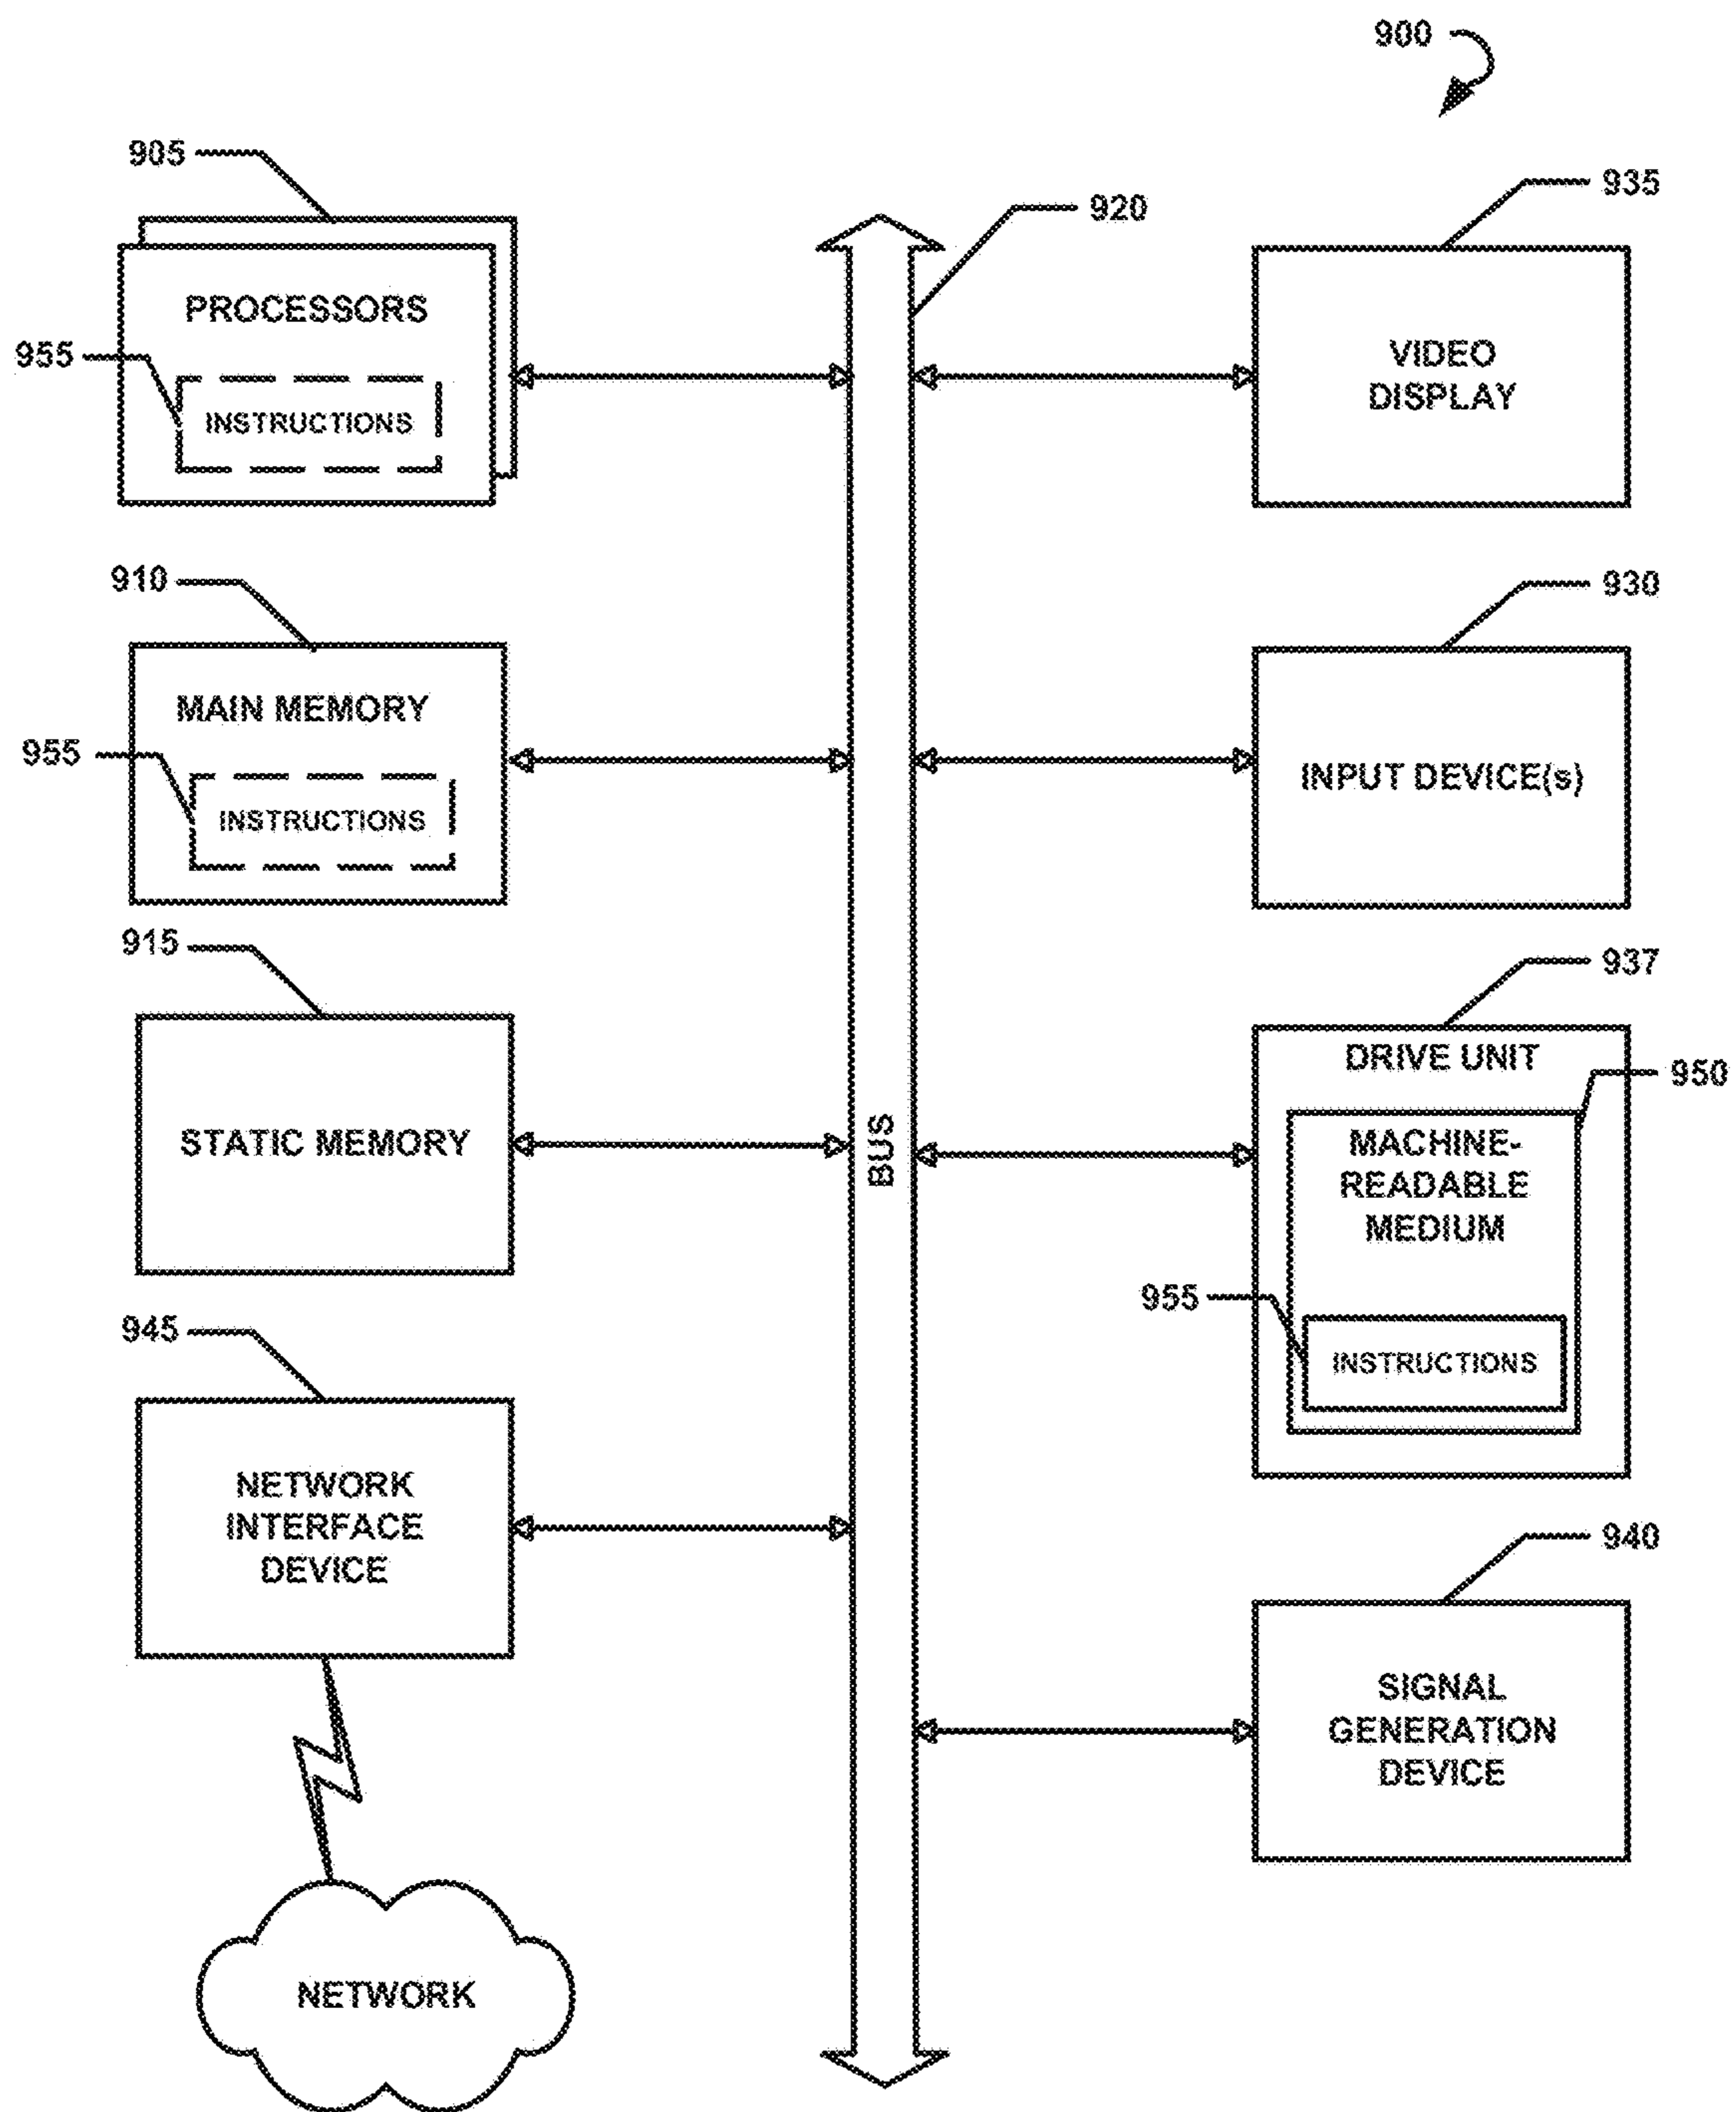 900
905
PROCESSORS
955
INSTRUCTIONS
910
MAIN MEMORY
955
INSTRUCTIONS
915
STATIC MEMORY
945
NETWORK
INTERFACE
DEVICE
NETWORK
920
BUS
935
VIDEO
DISPLAY
930
INPUT DEVICE(s)
937
DRIVE UNIT
950
MACHINE-
READABLE
MEDIUM
955
INSTRUCTIONS
940
SIGNAL
GENERATION
DEVICE